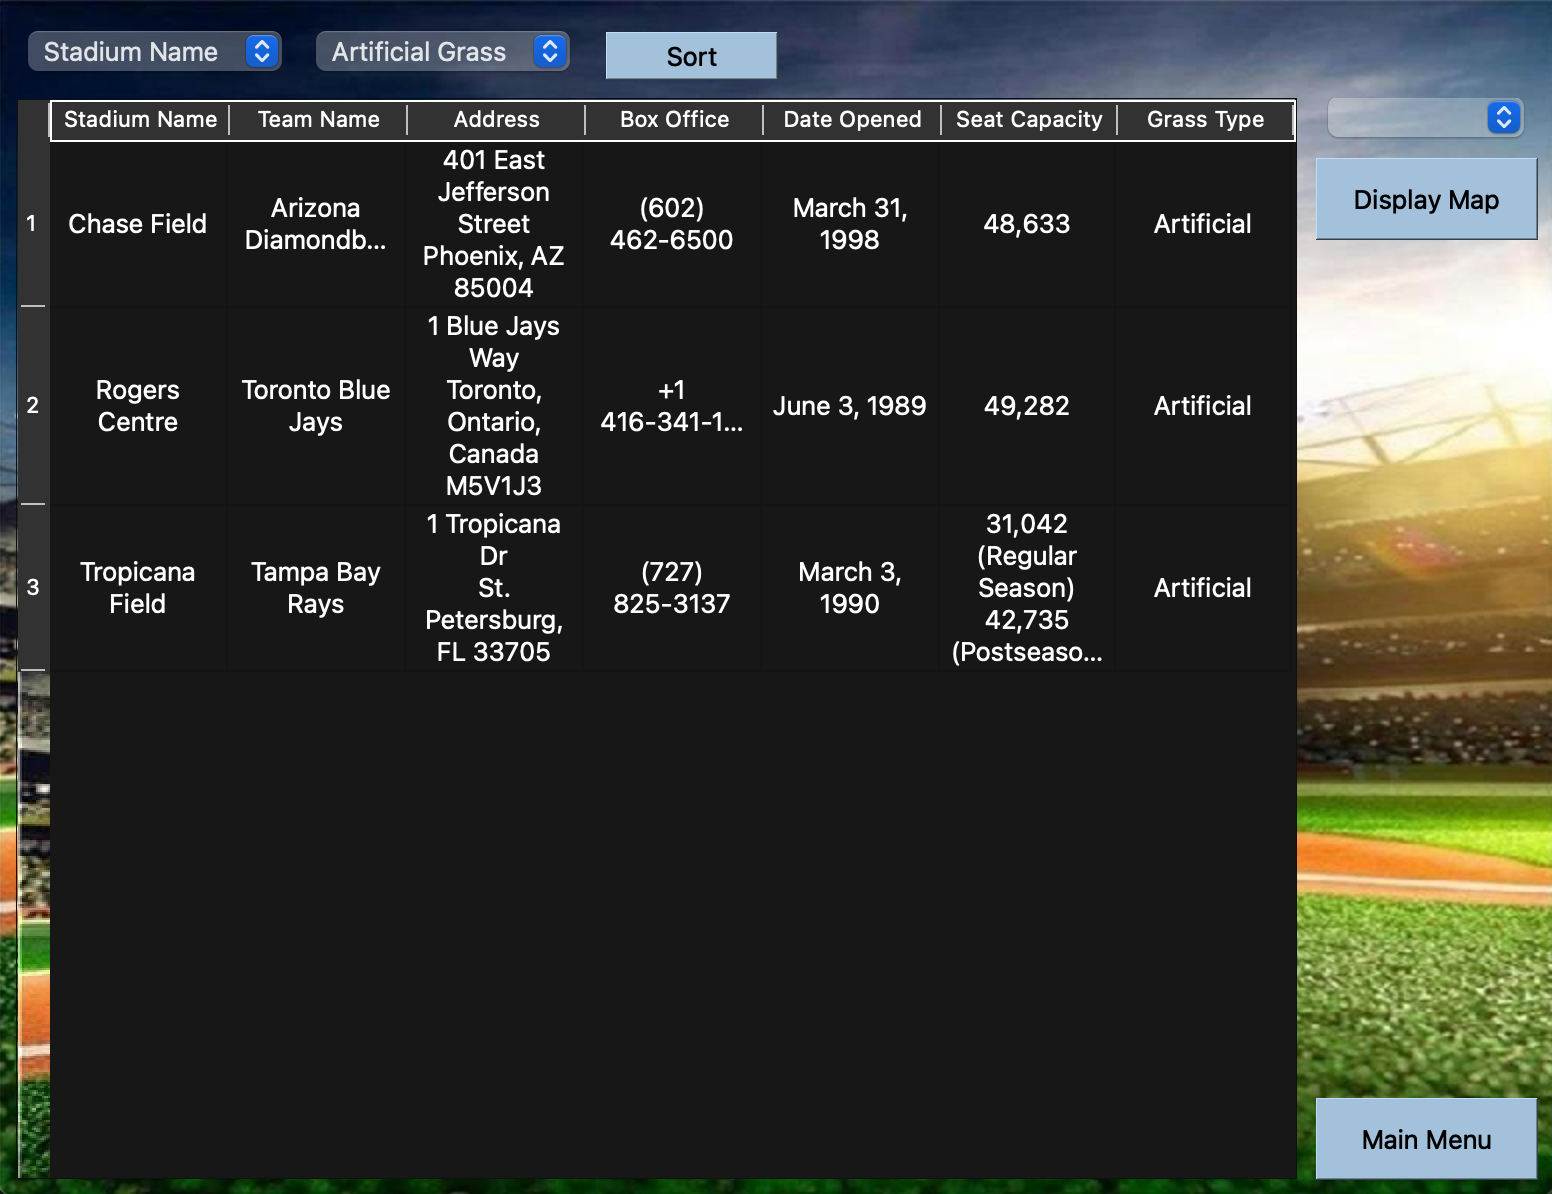 Stadium Name
Artificial Grass
Sort
Stadium Name Team Name Address Box Office Date Opened Seat Capacity Grass Type
Display Map
1
Chase Field
Arizona
Diamondb...
401 East
Jefferson
Street
Phoenix, AZ
85004
(602)
462-6500
March 31,
1998
48,633
Artificial
2
Rogers
Centre
Toronto Blue
Jays
1 Blue Jays
Way
Toronto,
Ontario,
Canada
M5V1J3
+1
416-341-1...
June 3, 1989
49,282
Artificial
3
Tropicana
Field
Tampa Bay
Rays
1 Tropicana
Dr
St.
Petersburg,
FL 33705
(727)
825-3137
March 3,
1990
31,042
(Regular
Season)
42,735
(Postseaso...
Artificial
Main Menu